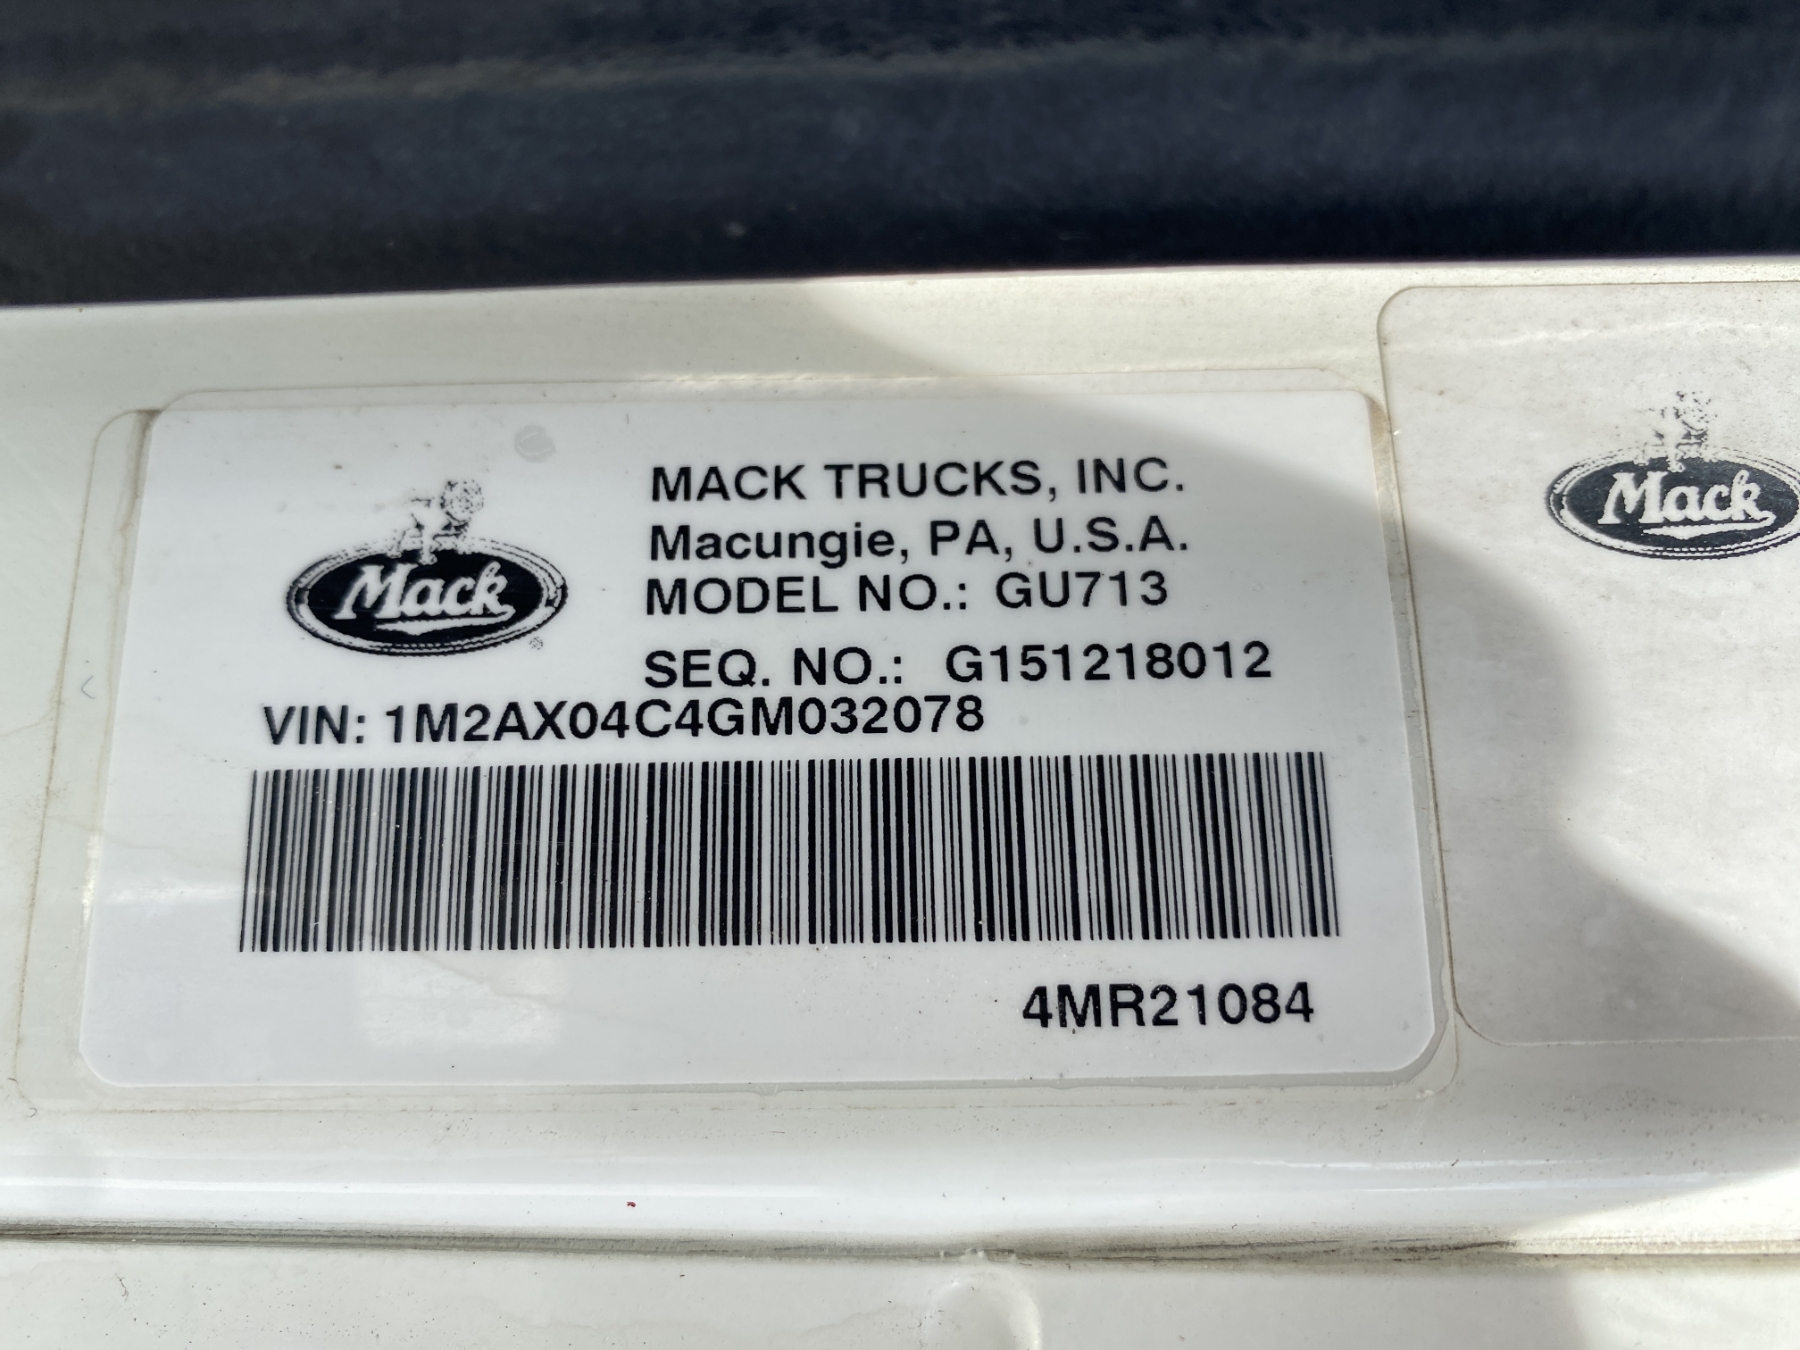 MACK TRUCKS, INC.
Macungie, PA, U.S.A.
MODEL NO.: GU713
SEQ. NO.: G151218012
VIN: 1M2AX04C4GM032078
4MR21084
Mack
®
Mack